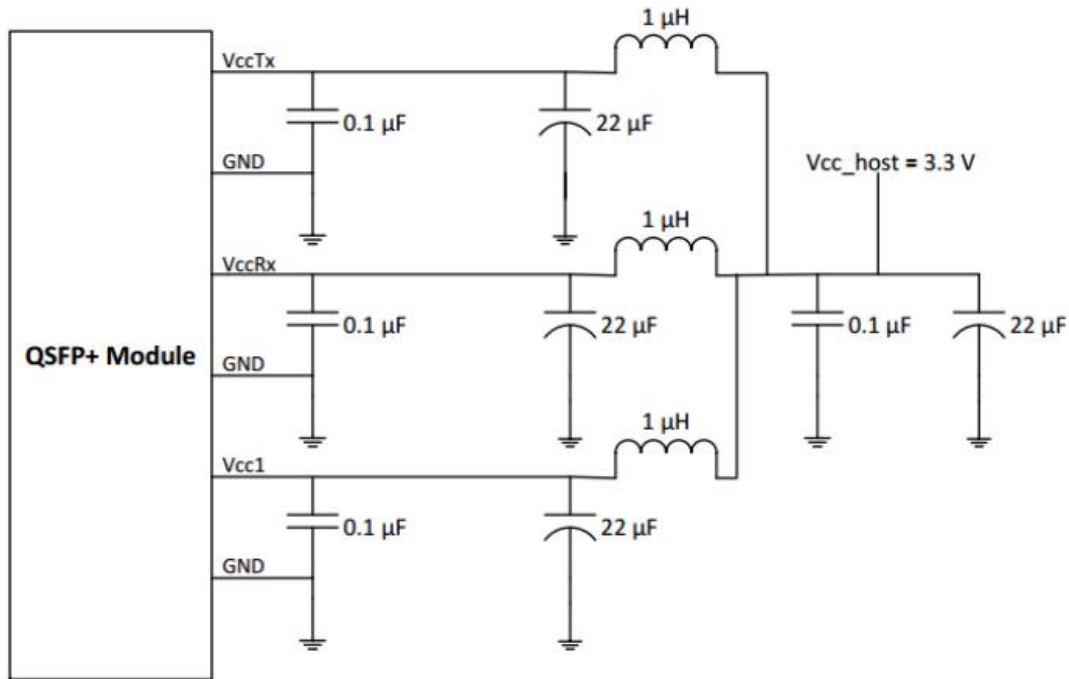 1 µH
VccTx
0.1 µF
22 µF
GND
Vcc_host = 3.3 V
1 µH
VccRx
0.1 µF
22 µF
0.1 µF
22 µF
QSFP+ Module
GND
1 µH
Vcc1
0.1 µF
22 µF
GND